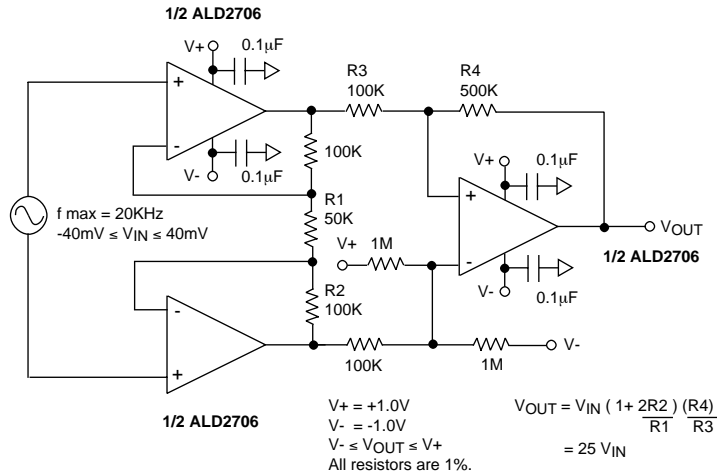 1/2 ALD2706
V+
0.1µF
+
-
V-
0.1µF
R3
100K
R4
500K
100K
f max = 20KHz
-40mV ≤ VIN ≤ 40mV
R1
50K
V+
1M
V+
0.1µF
+
-
VOUT
1/2 ALD2706
V-
0.1µF
R2
100K
-
+
100K
1M
V-
1/2 ALD2706
V+ = +1.0V
V- = -1.0V
V- ≤ VOUT ≤ V+
All resistors are 1%.
VOUT = VIN ( 1+ 2R2 ) (R4)
R1 R3
= 25 VIN